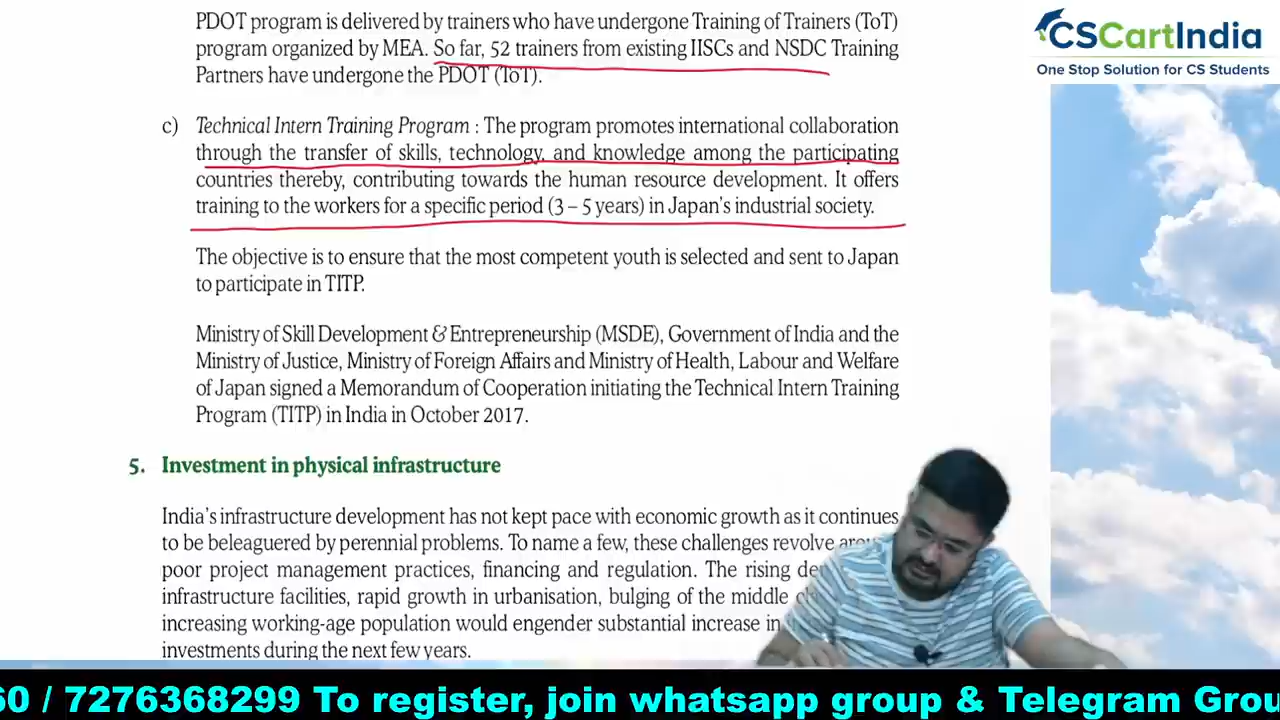 PDOT program is delivered by trainers who have undergone Training of Trainers (ToT)
program organized by MEA. So far, 52 trainers from existing IISCs and NSDC Training
Partners have undergone the PDOT (ToT).
c) Technical Intern Training Program : The program promotes international collaboration
through the transfer of skills, technology, and knowledge among the participating
countries thereby, contributing towards the human resource development. It offers
training to the workers for a specific period (3 – 5 years) in Japan's industrial society.
The objective is to ensure that the most competent youth is selected and sent to Japan
to participate in TITP.
Ministry of Skill Development & Entrepreneurship (MSDE), Government of India and the
Ministry of Justice, Ministry of Foreign Affairs and Ministry of Health, Labour and Welfare
of Japan signed a Memorandum of Cooperation initiating the Technical Intern Training
Program (TITP) in India in October 2017.
5. Investment in physical infrastructure
India's infrastructure development has not kept pace with economic growth as it continues
to be beleaguered by perennial problems. To name a few, these challenges revolve
poor project management practices, financing and regulation. The rising
infrastructure facilities, rapid growth in urbanisation, bulging of the middle
increasing working-age population would engender substantial increase in
investments during the next few years.
CSCartIndia
One Stop Solution for CS Students
60 / 7276368299 To register, join whatsapp group & Telegram Grou